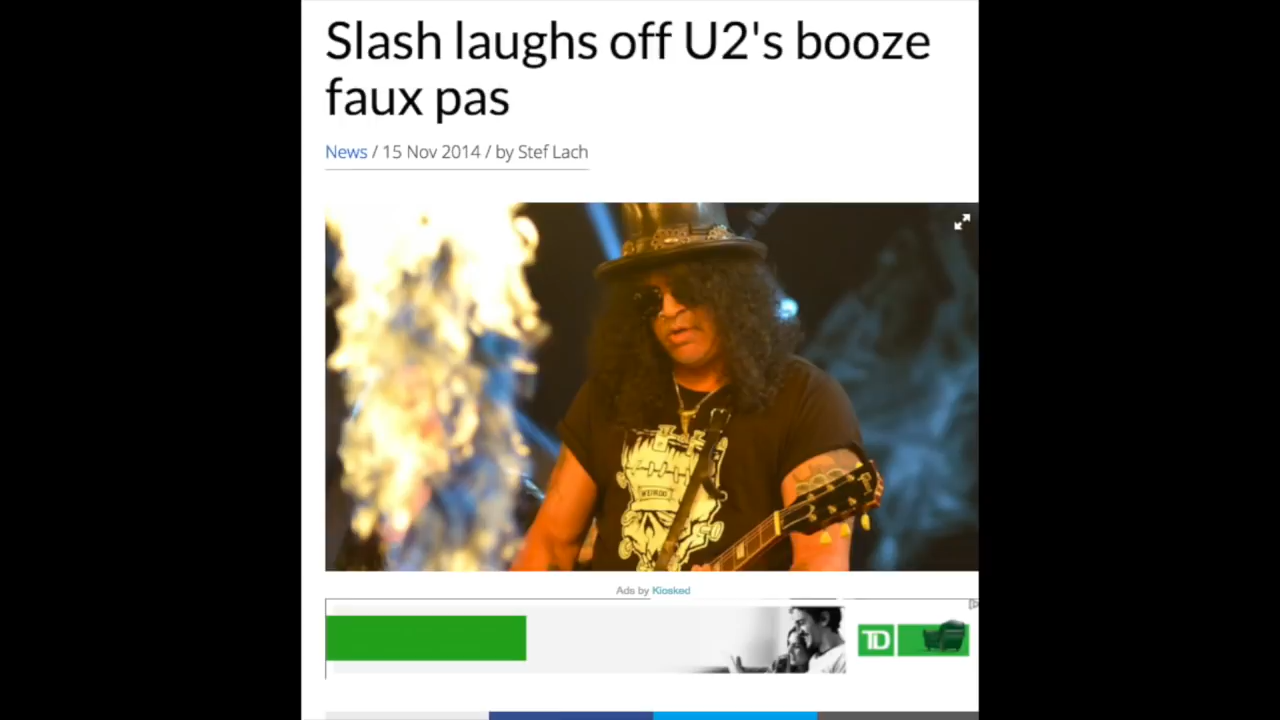 Slash laughs off U2's booze
faux pas
News / 15 Nov 2014 / by Stef Lach
WEIRDO
Ads by Kiosked
TD